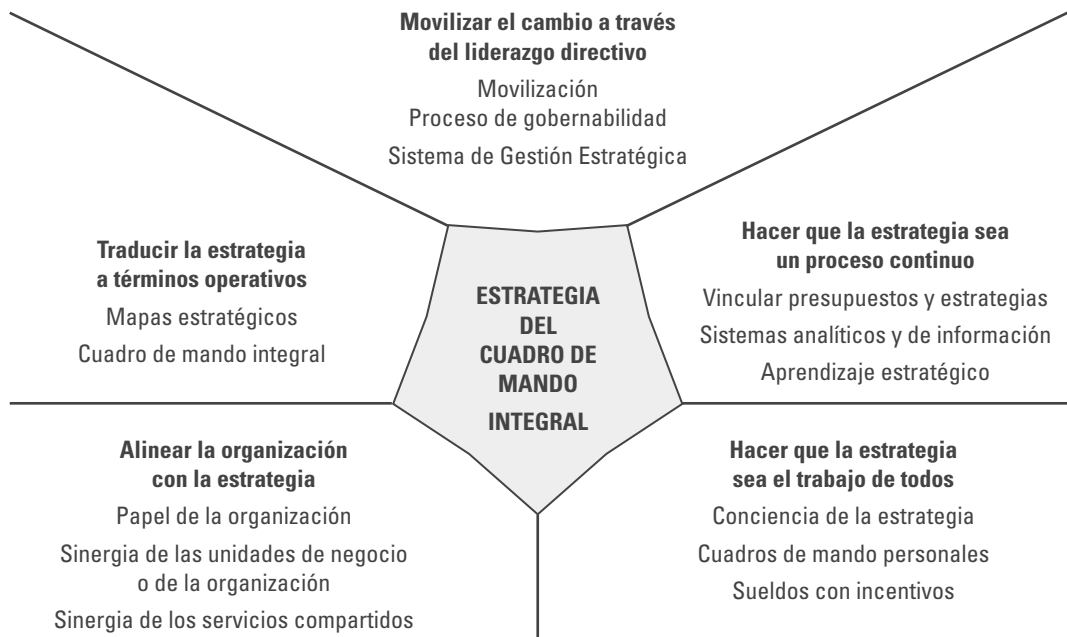 Movilizar el cambio a través
del liderazgo directivo
Movilización
Proceso de gobernabilidad
Sistema de Gestión Estratégica
Traducir la estrategia
a términos operativos
Mapas estratégicos
Cuadro de mando integral
ESTRATEGIA
DEL
CUADRO DE
MANDO
INTEGRAL
Hacer que la estrategia sea
un proceso continuo
Vincular presupuestos y estrategias
Sistemas analíticos y de información
Aprendizaje estratégico
Alinear la organización
con la estrategia
Papel de la organización
Sinergia de las unidades de negocio
o de la organización
Sinergia de los servicios compartidos
Hacer que la estrategia
sea el trabajo de todos
Conciencia de la estrategia
Cuadros de mando personales
Sueldos con incentivos